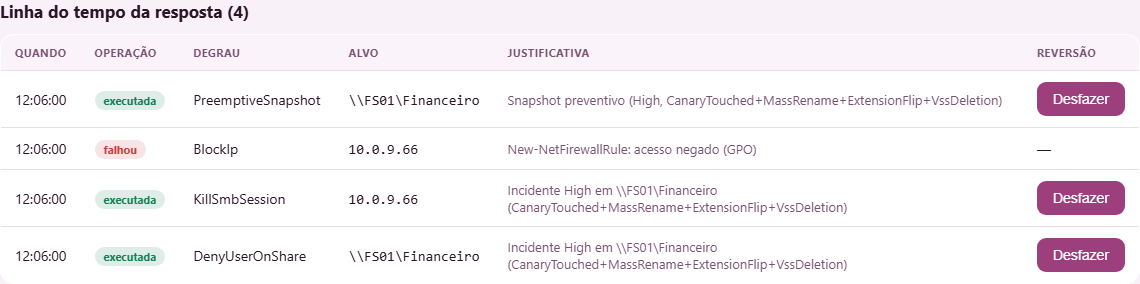 Linha do tempo da resposta (4)
QUANDO OPERAÇÃO DEGRAU ALVO JUSTIFICATIVA REVERSÃO
12:06:00 executada PreemptiveSnapshot \\FS01\Financeiro Snapshot preventivo (High, CanaryTouched+MassRename+ExtensionFlip+VssDeletion) Desfazer
12:06:00 falhou BlockIp 10.0.9.66 New-NetFirewallRule: acesso negado (GPO) —
12:06:00 executada KillSmbSession 10.0.9.66 Incidente High em \\FS01\Financeiro
(CanaryTouched+MassRename+ExtensionFlip+VssDeletion) Desfazer
12:06:00 executada DenyUserOnShare \\FS01\Financeiro Incidente High em \\FS01\Financeiro
(CanaryTouched+MassRename+ExtensionFlip+VssDeletion) Desfazer